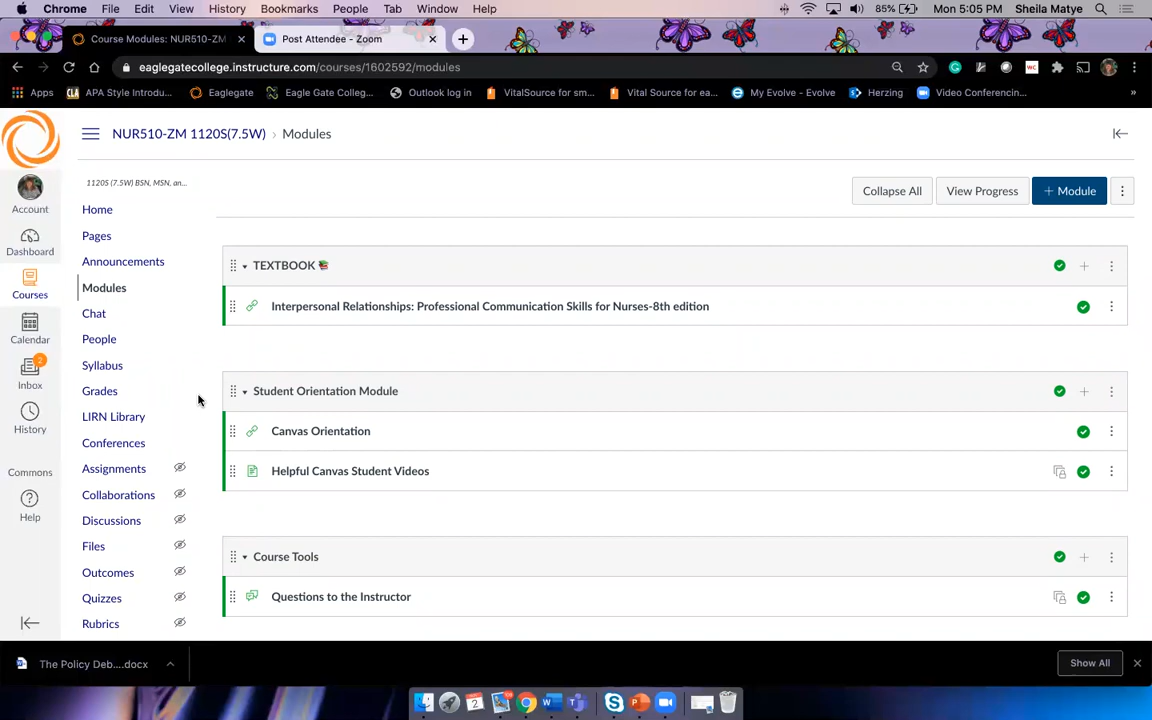 Chrome File Edit View History Bookmarks People Tab Window Help 85% Mon 5:05 PM Sheila Matye
Course Modules: NUR510-ZM Post Attendee - Zoom
eaglegatecollege.instructure.com/courses/1602592/modules
Apps APA Style Introdu... Eaglegate Eagle Gate Colleg... Outlook log in VitalSource for sm... Vital Source for ea... My Evolve - Evolve Herzing Video Conferencin... »
NUR510-ZM 1120S(7.5W) › Modules
1120S (7.5W) BSN, MSN, an...
Collapse All View Progress + Module
Account
Dashboard
Courses
Calendar
2
Inbox
History
Commons
Help
Home
Pages
Announcements
Modules
Chat
People
Syllabus
Grades
LIRN Library
Conferences
Assignments
Collaborations
Discussions
Files
Outcomes
Quizzes
Rubrics
TEXTBOOK
Interpersonal Relationships: Professional Communication Skills for Nurses-8th edition
Student Orientation Module
Canvas Orientation
Helpful Canvas Student Videos
Course Tools
Questions to the Instructor
The Policy Deb....docx Show All